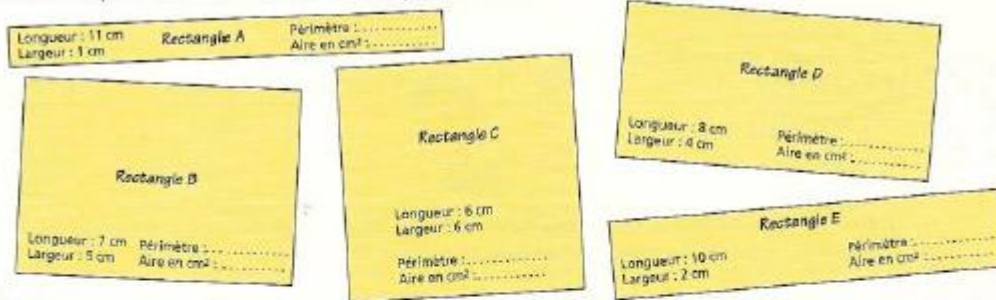 Longueur : 11 cm
Largeur : 1 cm
Rectangle A
Périmètre : ............
Aire en cm² : ............
Rectangle B
Longueur : 7 cm
Largeur : 5 cm
Périmètre : ............
Aire en cm² : ............
Rectangle C
Longueur : 6 cm
Largeur : 6 cm
Périmètre : ............
Aire en cm² : ............
Rectangle D
Longueur : 8 cm
Largeur : 4 cm
Périmètre : ............
Aire en cm² : ............
Rectangle E
Longueur : 10 cm
Largeur : 2 cm
Périmètre : ............
Aire en cm² : ............